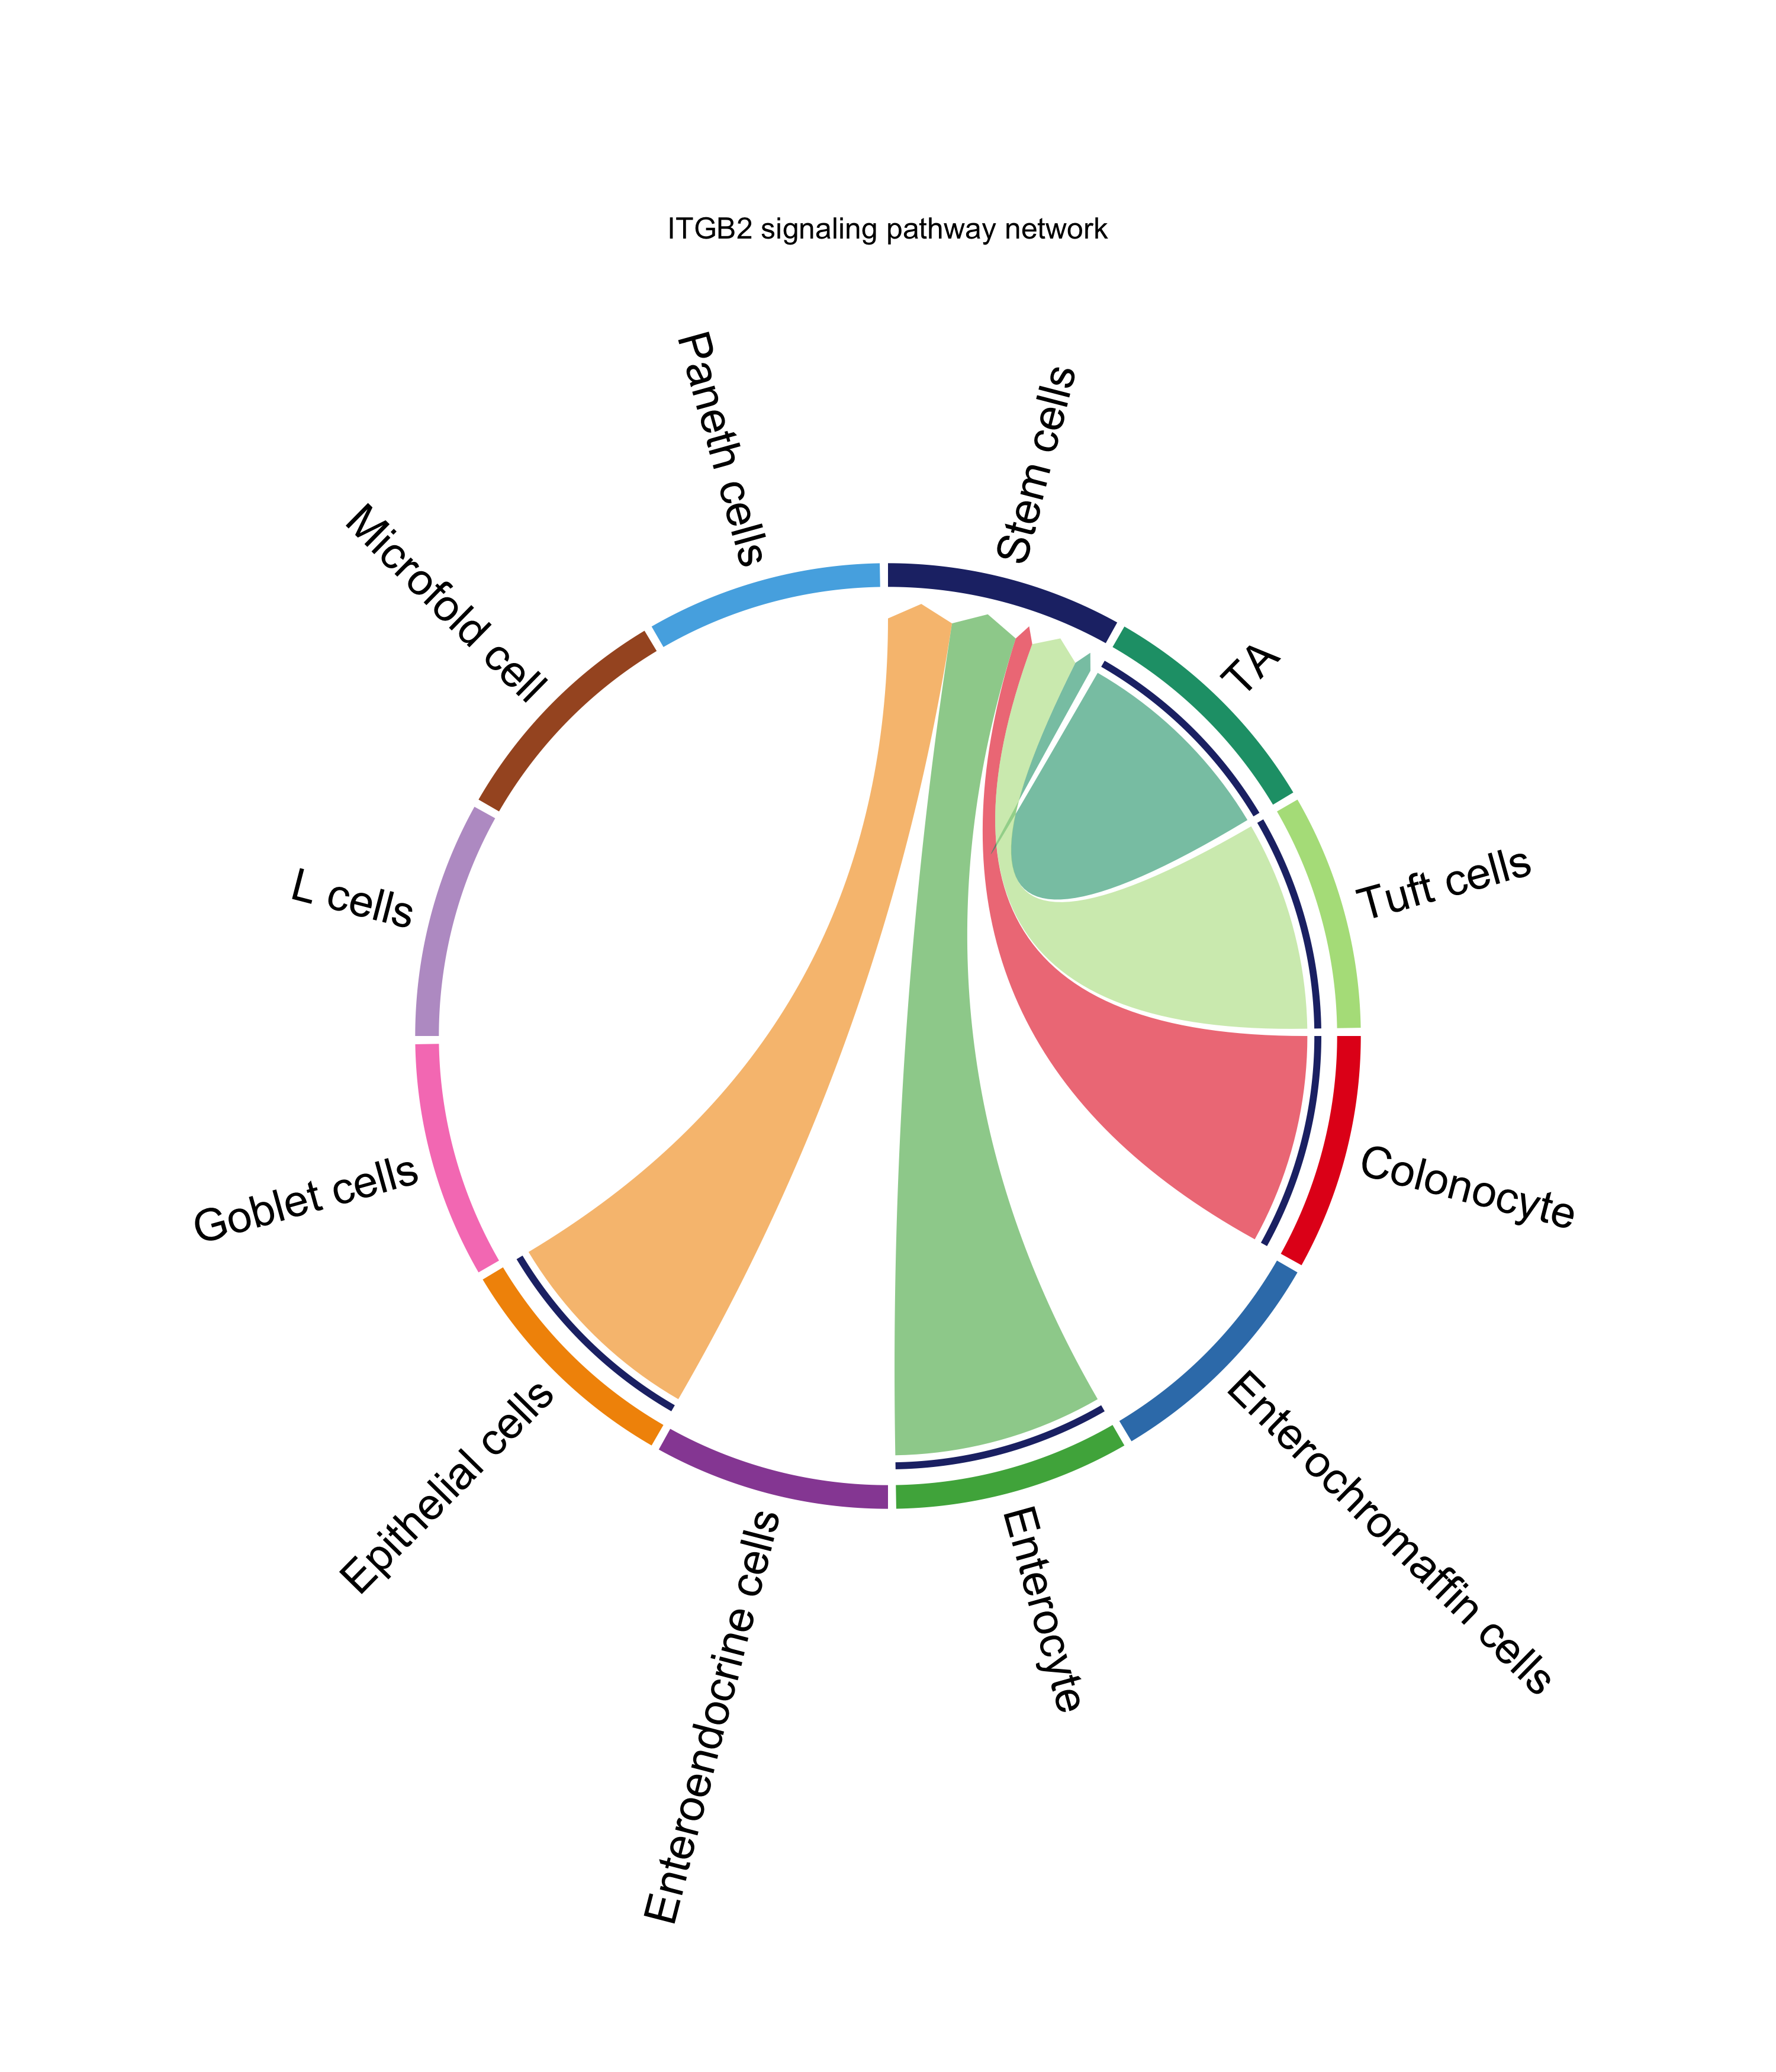 ITGB2 signaling pathway network
Paneth cells
Stem cells
Microfold cell
TA
L cells
Tuft cells
Goblet cells
Colonocyte
Epithelial cells
Enterochromaffin cells
Enteroendocrine cells
Enterocyte